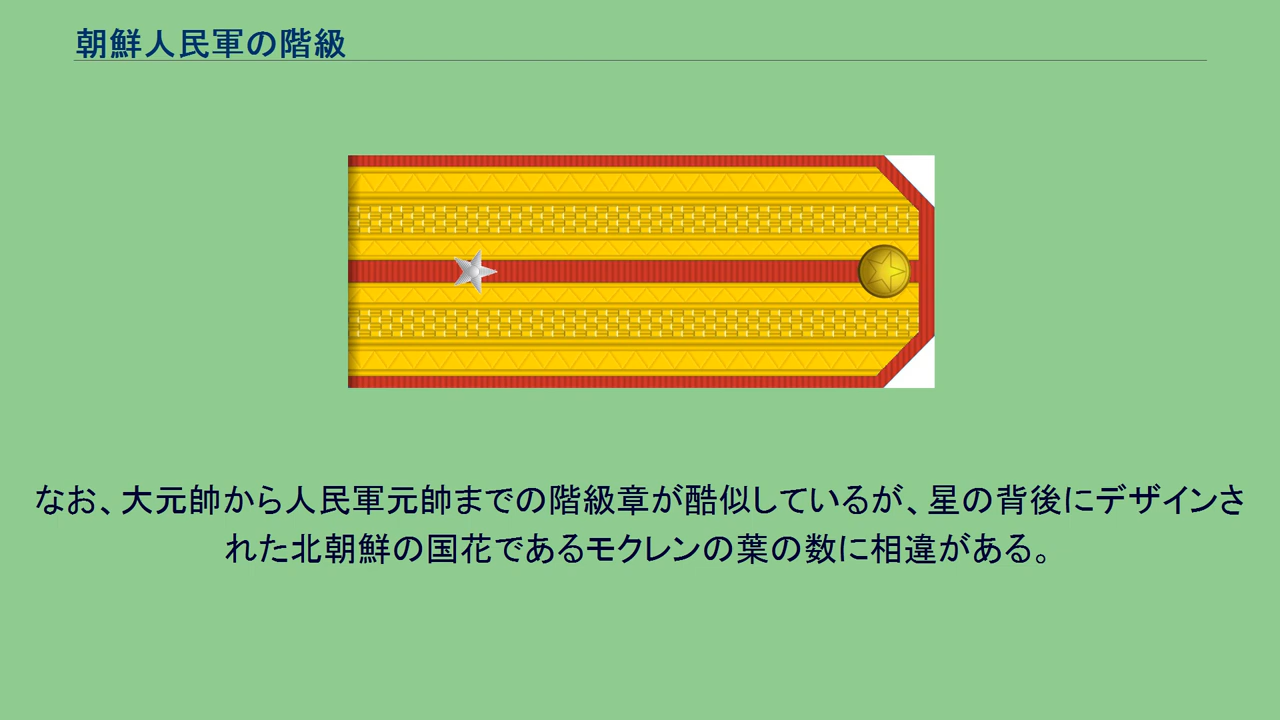 朝鮮人民軍の階級
なお、大元帥から人民軍元帥までの階級章が酷似しているが、星の背後にデザインさ
れた北朝鮮の国花であるモクレンの葉の数に相違がある。